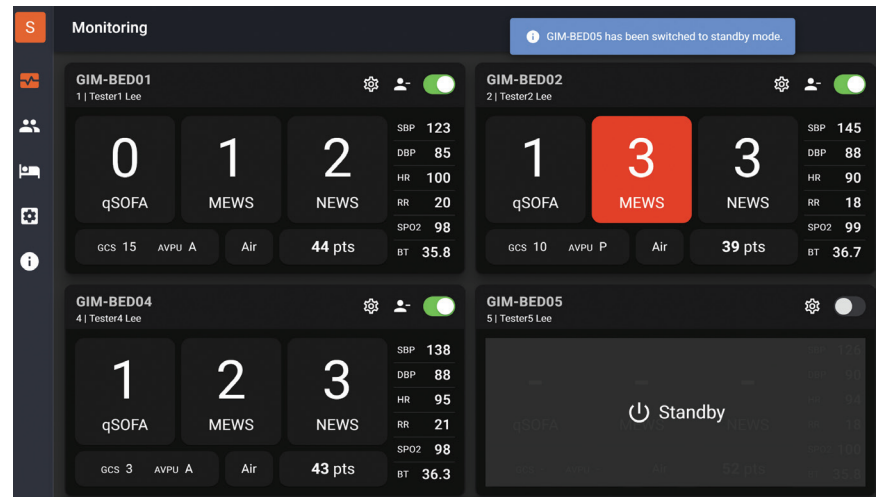 S
Monitoring
GIM-BED05 has been switched to standby mode.
GIM-BED01
1 | Tester1 Lee
0 1 2
qSOFA MEWS NEWS
GCS 15 AVPU A Air 44 pts
SBP 123
DBP 85
HR 100
RR 20
SPO2 98
BT 35.8
GIM-BED02
2 | Tester2 Lee
1 3 3
qSOFA MEWS NEWS
GCS 10 AVPU P Air 39 pts
SBP 145
DBP 88
HR 90
RR 18
SPO2 99
BT 36.7
GIM-BED04
4 | Tester4 Lee
1 2 3
qSOFA MEWS NEWS
GCS 3 AVPU A Air 43 pts
SBP 138
DBP 88
HR 95
RR 21
SPO2 98
BT 36.3
GIM-BED05
5 | Tester5 Lee
Standby
qSOFA NEWS
Air 52 pts